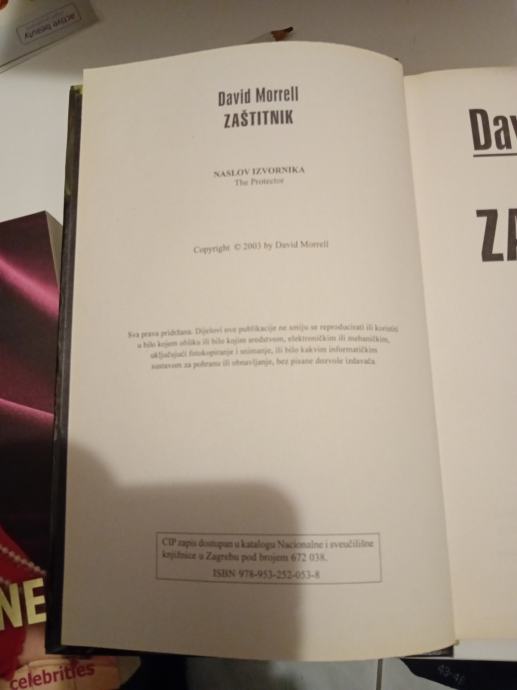 active beauty
David Morrell
ZAŠTITNIK
NASLOV IZVORNIKA
The Protector
Copyright © 2003 by David Morrell
Sva prava pridržana. Dijelovi ove publikacije ne smiju se reproducirati ili koristiti
u bilo kojem obliku ili bilo kojim sredstvom, elektroničkim ili mehaničkim,
uključujući fotokopiranje i snimanje, ili bilo kakvim informatičkim
sustavom za pohranu ili obnavljanje, bez pisane dozvole izdavača.
CIP zapis dostupan u katalogu Nacionalne i sveučilišne
knjižnice u Zagrebu pod brojem 672 038.
ISBN 978-953-252-053-8
Dav
ZA
NE
celebrities